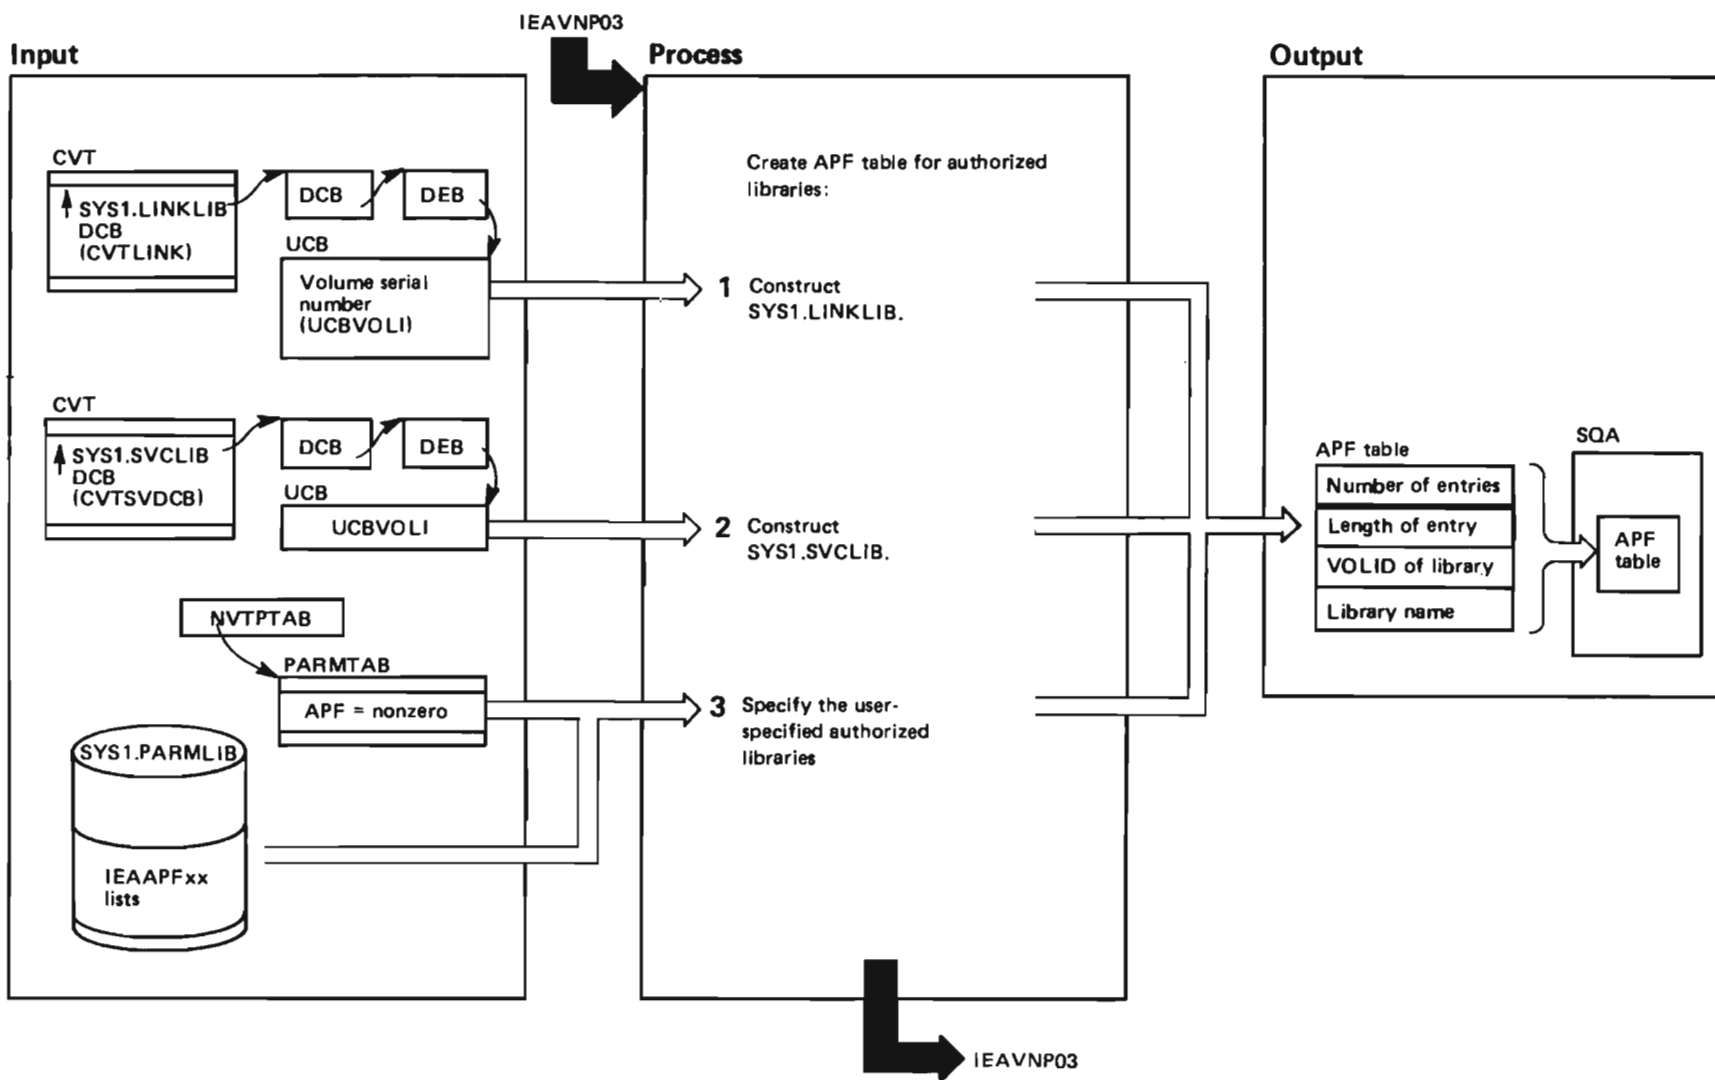 IEAVNP03
Input
Process
Output
CVT
SYS1.LINKLIB
DCB
(CVTLINK)
DCB
DEB
UCB
Volume serial
number
(UCBVOLI)
Create APF table for authorized
libraries:
1 Construct
SYS1.LINKLIB.
CVT
SYS1.SVCLIB
DCB
(CVTSVDCB)
DCB
DEB
UCB
UCBVOLI
2 Construct
SYS1.SVCLIB.
NVTPTAB
PARMTAB
APF = nonzero
3 Specify the user-
specified authorized
libraries
SYS1.PARMLIB
IEAAPFxx
lists
APF table
Number of entries
Length of entry
VOLID of library
Library name
SQA
APF
table
IEAVNP03